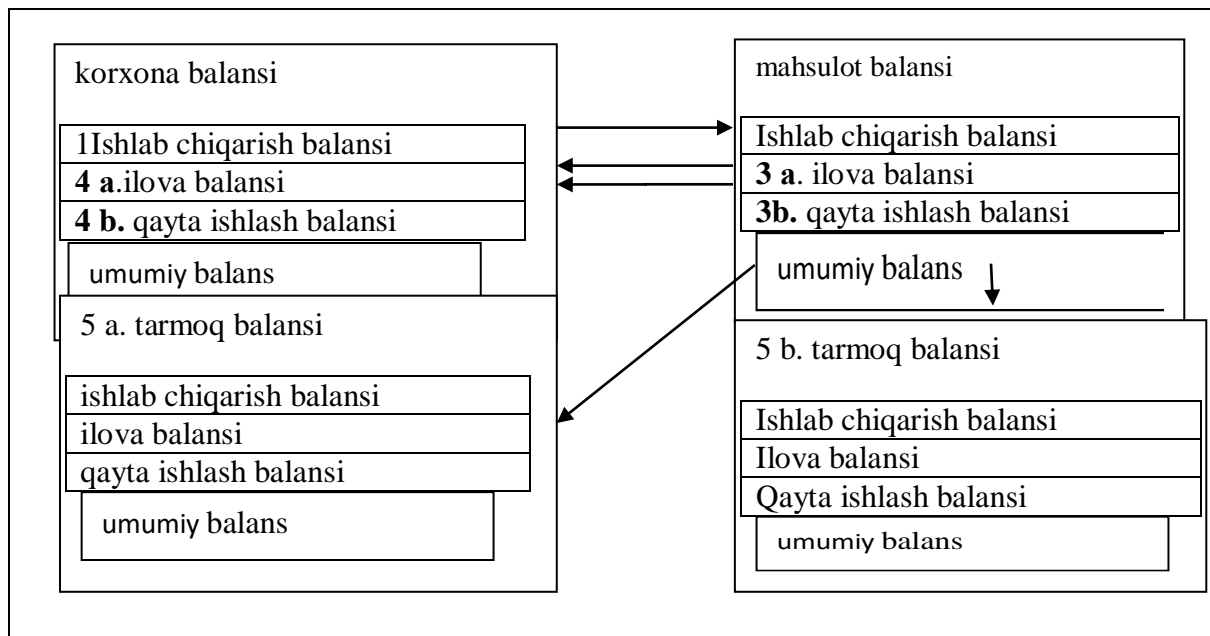 korxona balansi
1Ishlab chiqarish balansi
4 a.ilova balansi
4 b. qayta ishlash balansi
umumiy balans
5 a. tarmoq balansi
ishlab chiqarish balansi
ilova balansi
qayta ishlash balansi
umumiy balans
mahsulot balansi
Ishlab chiqarish balansi
3 a. ilova balansi
3b. qayta ishlash balansi
umumiy balans
5 b. tarmoq balansi
Ishlab chiqarish balansi
Ilova balansi
Qayta ishlash balansi
umumiy balans